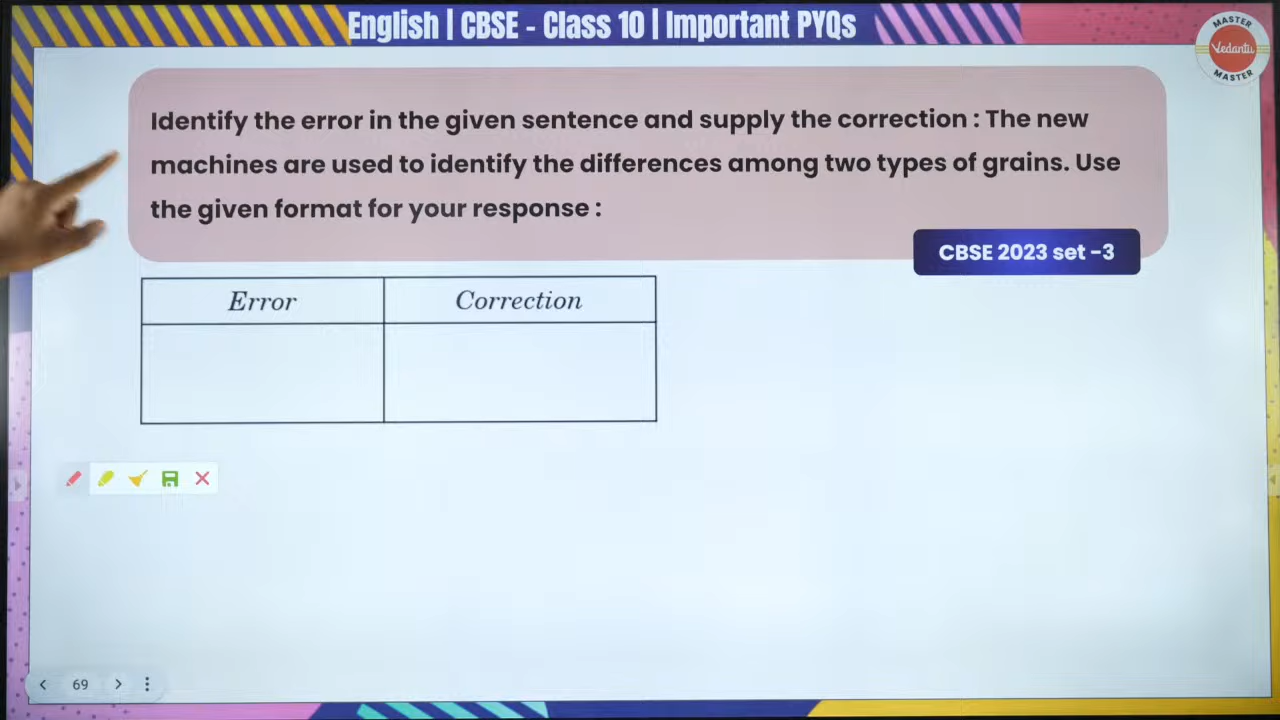 English | CBSE - Class 10 | Important PYQs
MASTER
Vedantu
MASTER
Identify the error in the given sentence and supply the correction : The new
machines are used to identify the differences among two types of grains. Use
the given format for your response :
CBSE 2023 set -3
Error Correction
69